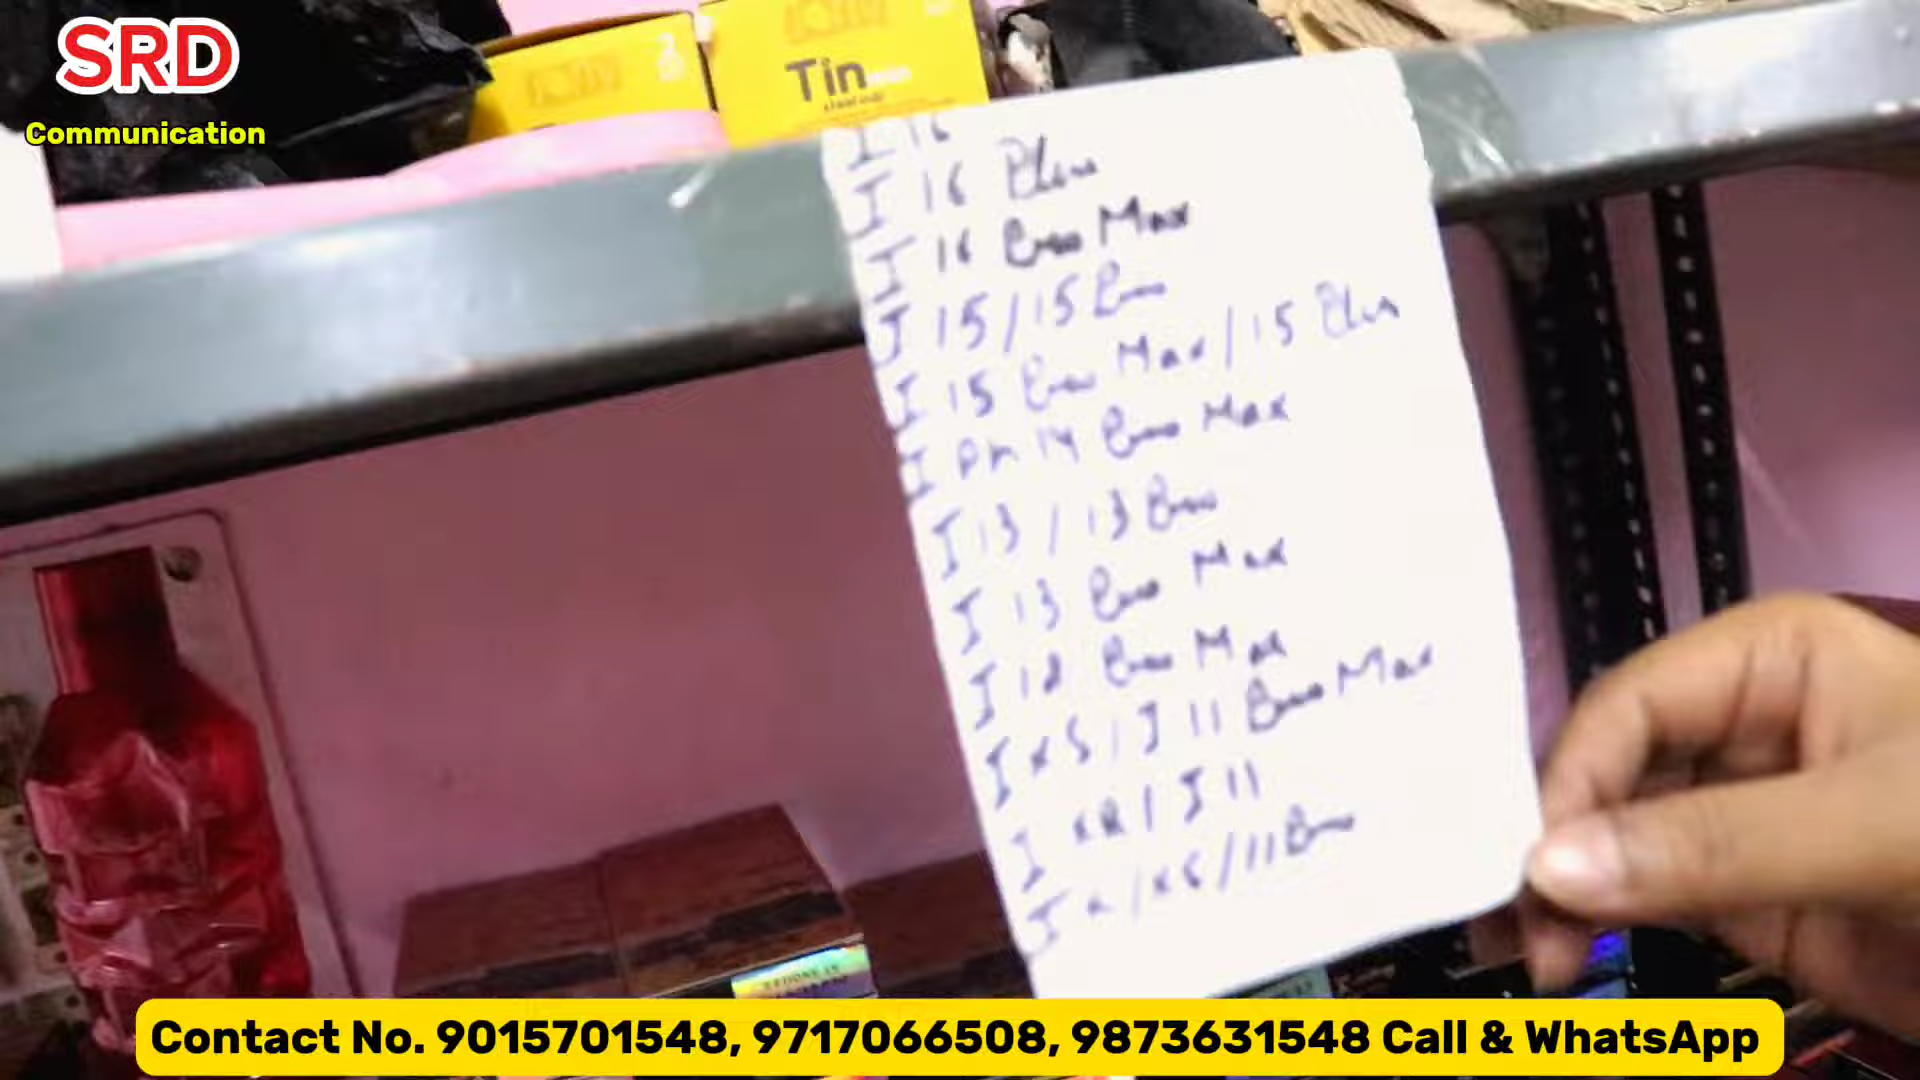 SRD
Communication
Tin
I 16
I 16 Plus
I 16 Pro Max
I 15/15 Pro
I 15 Pro Max/15 Plus
I Ph 14 Pro Max
I 13/13 Pro
I 13 Pro Max
I 12 Pro Max
I XS/I 11 Pro Max
I XR/I 11
I X/XS/11 Pro
Contact No. 9015701548, 9717066508, 9873631548 Call & WhatsApp